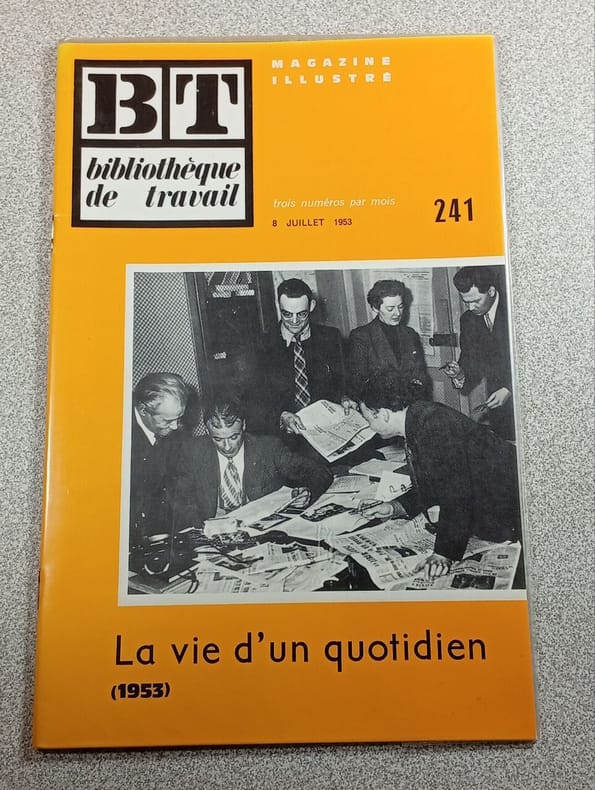 BT
bibliothèque
de travail
MAGAZINE
ILLUSTRÉ
trois numéros par mois
8 JUILLET 1953
241
La vie d'un quotidien
(1953)